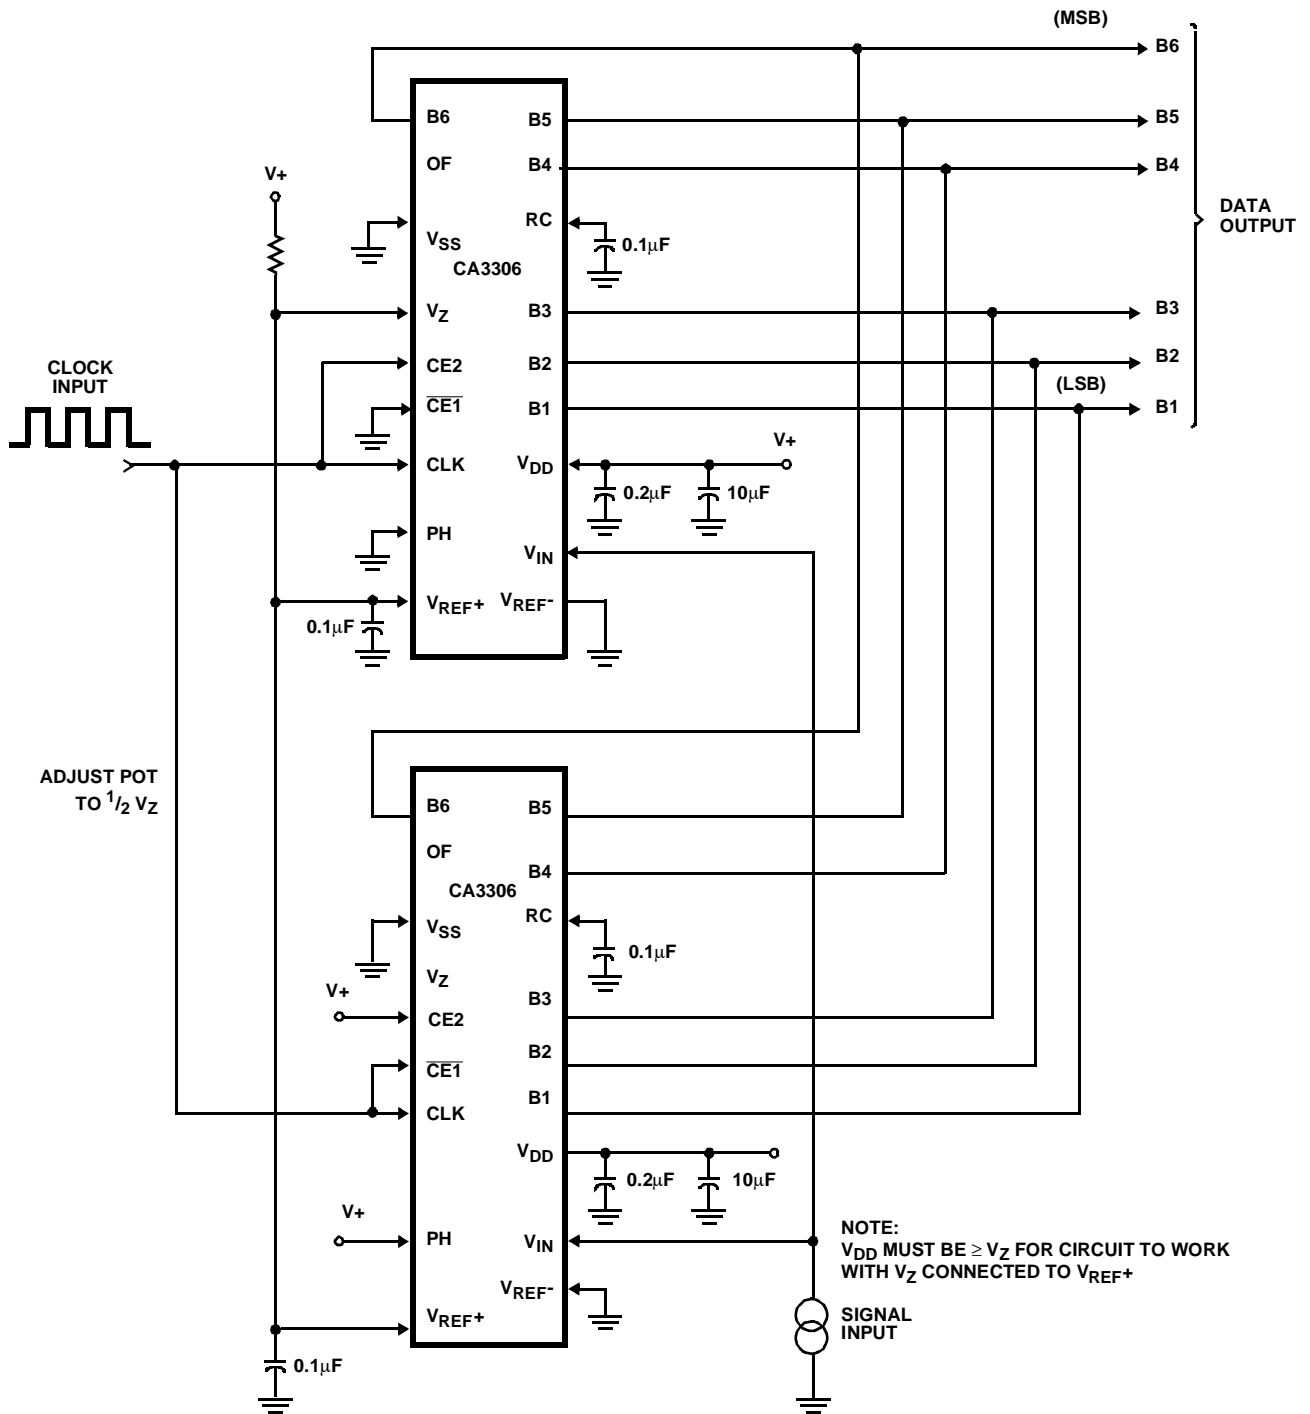 (MSB)
B6
B6
B5
B5
OF
B4
B4
V+
RC
0.1µF
DATA
OUTPUT
VSS
CA3306
VZ
B3
B3
CLOCK
INPUT
CE2
B2
B2
(LSB)
CE1
B1
B1
V+
CLK
VDD
0.2µF
10µF
PH
VIN
VREF+
VREF-
0.1µF
ADJUST POT
TO 1/2 VZ
B6
B5
OF
B4
CA3306
RC
VSS
0.1µF
VZ
V+
B3
CE2
B2
CE1
B1
CLK
VDD
0.2µF
10µF
V+
PH
VIN
NOTE:
VDD MUST BE ≥ VZ FOR CIRCUIT TO WORK
WITH VZ CONNECTED TO VREF+
VREF-
VREF+
SIGNAL
INPUT
0.1µF